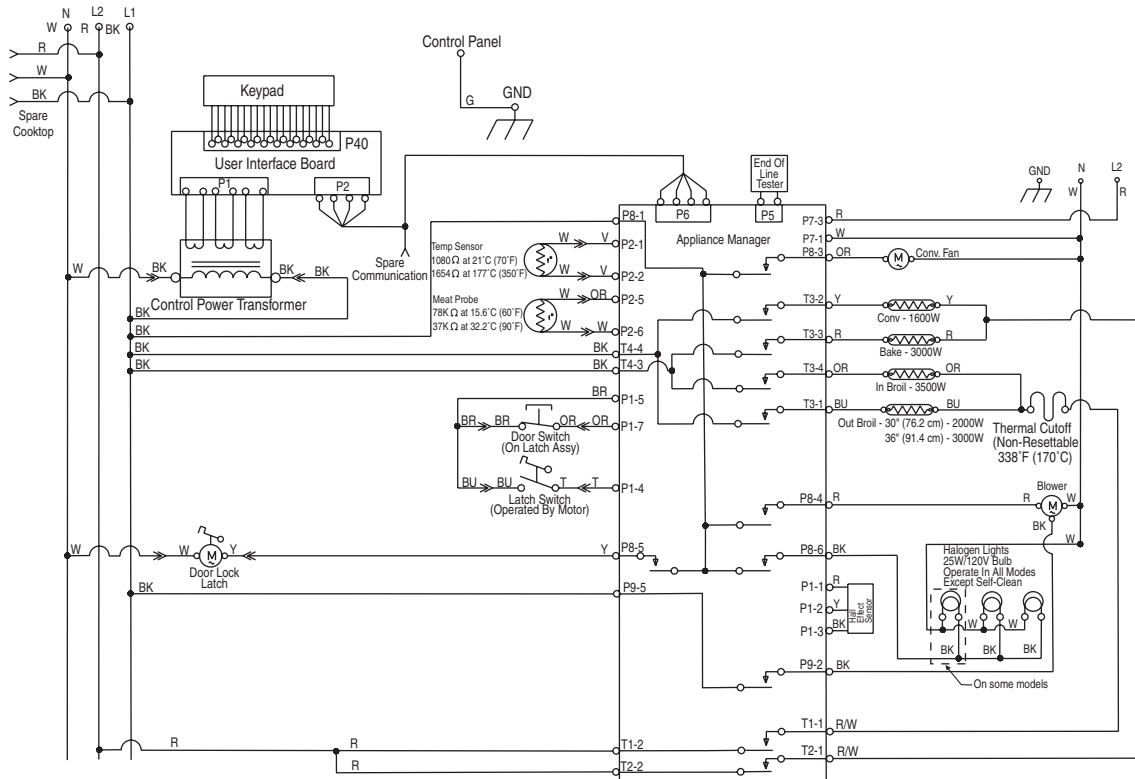 N
L2
L1
W
R
BK
R
W
BK
Spare
Cooktop
Keypad
P40
User Interface Board
P1
P2
Control Panel
G
GND
W
BK
BK
BK
Control Power Transformer
Spare
Communication
BK
BK
BK
BK
Temp Sensor
1080Ω at 21˚C (70˚F)
1654Ω at 177˚C (350˚F)
W
V
W
V
Meat Probe
78K Ω at 15.6˚C (60˚F)
37K Ω at 32.2˚C (90˚F)
W
OR
W
W
BK
BK
BR
BR
BR
OR
OR
Door Switch
(On Latch Assy)
BU
BU
T
T
Latch Switch
(Operated By Motor)
W
W
Y
Y
Door Lock
Latch
M
BK
R
R
R
End Of
Line
Tester
P6
P5
Appliance Manager
P8-1
P2-1
P2-2
P2-5
P2-6
T4-4
T4-3
P1-5
P1-7
P1-4
P8-5
P9-5
T1-2
T2-2
P7-3
R
P7-1
W
P8-3
OR
M
Conv. Fan
T3-2
Y
Y
Conv - 1600W
T3-3
R
R
Bake - 3000W
T3-4
OR
OR
In Broil - 3500W
T3-1
BU
BU
Out Broil - 30" (76.2 cm) - 2000W
36" (91.4 cm) - 3000W
Thermal Cutoff
(Non-Resettable
338˚F (170˚C)
GND
N
L2
W
R
P8-4
R
Blower
R
M
W
BK
W
P8-6
BK
Halogen Lights
25W/120V Bulb
Operate In All Modes
Except Self-Clean
P1-1
R
P1-2
Y
P1-3
BK
Hall
Effect
Sensor
W
W
BK
BK
BK
P9-2
BK
On some models
T1-1
R/W
T2-1
R/W